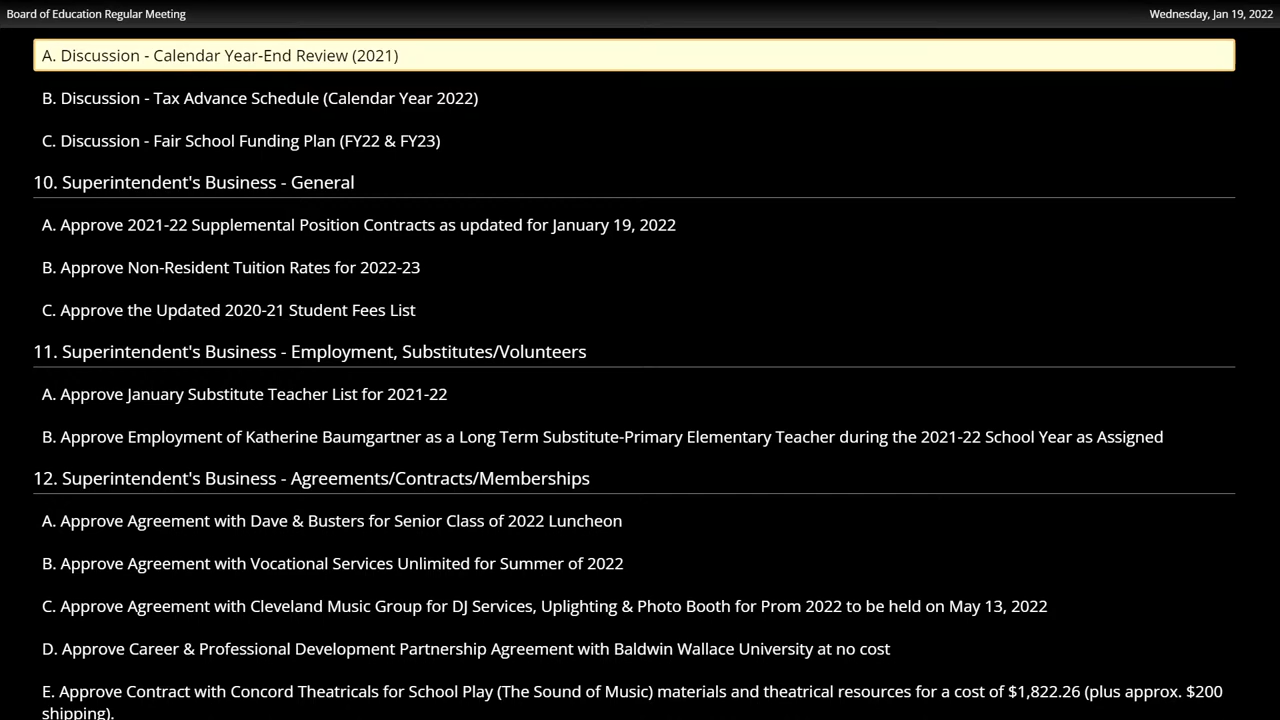 Board of Education Regular Meeting
Wednesday, Jan 19, 2022
A. Discussion - Calendar Year-End Review (2021)
B. Discussion - Tax Advance Schedule (Calendar Year 2022)
C. Discussion - Fair School Funding Plan (FY22 & FY23)
10. Superintendent's Business - General
A. Approve 2021-22 Supplemental Position Contracts as updated for January 19, 2022
B. Approve Non-Resident Tuition Rates for 2022-23
C. Approve the Updated 2020-21 Student Fees List
11. Superintendent's Business - Employment, Substitutes/Volunteers
A. Approve January Substitute Teacher List for 2021-22
B. Approve Employment of Katherine Baumgartner as a Long Term Substitute-Primary Elementary Teacher during the 2021-22 School Year as Assigned
12. Superintendent's Business - Agreements/Contracts/Memberships
A. Approve Agreement with Dave & Busters for Senior Class of 2022 Luncheon
B. Approve Agreement with Vocational Services Unlimited for Summer of 2022
C. Approve Agreement with Cleveland Music Group for DJ Services, Uplighting & Photo Booth for Prom 2022 to be held on May 13, 2022
D. Approve Career & Professional Development Partnership Agreement with Baldwin Wallace University at no cost
E. Approve Contract with Concord Theatricals for School Play (The Sound of Music) materials and theatrical resources for a cost of $1,822.26 (plus approx. $200
shipping).